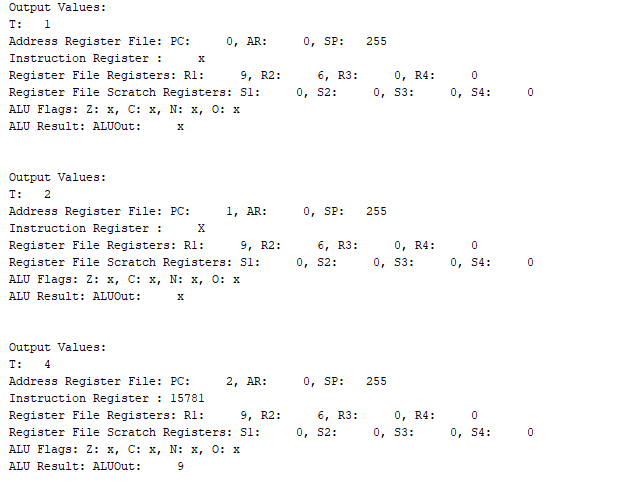 Output Values:
T:   1
Address Register File: PC:     0, AR:     0, SP:   255
Instruction Register :     x
Register File Registers: R1:     9, R2:     6, R3:     0, R4:     0
Register File Scratch Registers: S1:     0, S2:     0, S3:     0, S4:     0
ALU Flags: Z: x, C: x, N: x, O: x
ALU Result: ALUOut:     x
Output Values:
T:   2
Address Register File: PC:     1, AR:     0, SP:   255
Instruction Register :     X
Register File Registers: R1:     9, R2:     6, R3:     0, R4:     0
Register File Scratch Registers: S1:     0, S2:     0, S3:     0, S4:     0
ALU Flags: Z: x, C: x, N: x, O: x
ALU Result: ALUOut:     x
Output Values:
T:   4
Address Register File: PC:     2, AR:     0, SP:   255
Instruction Register : 15781
Register File Registers: R1:     9, R2:     6, R3:     0, R4:     0
Register File Scratch Registers: S1:     0, S2:     0, S3:     0, S4:     0
ALU Flags: Z: x, C: x, N: x, O: x
ALU Result: ALUOut:     9